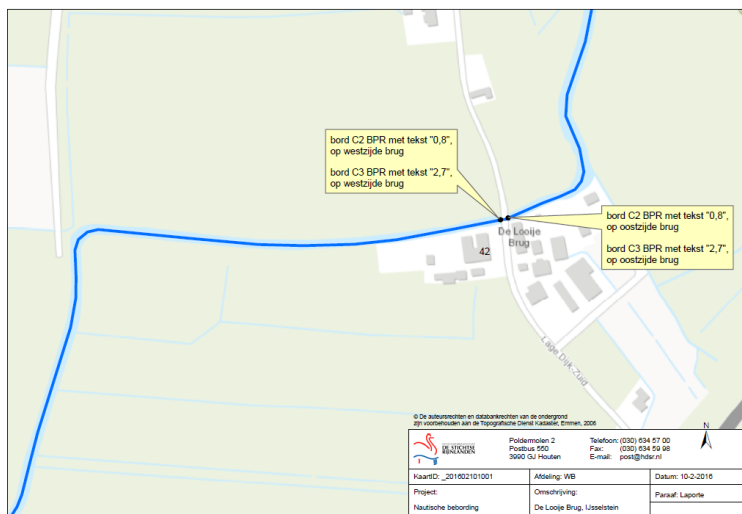 bord C2 BPR met tekst "0,8",
op westzijde brug
bord C3 BPR met tekst "2,7",
op westzijde brug
bord C2 BPR met tekst "0,8",
op oostzijde brug
bord C3 BPR met tekst "2,7",
op oostzijde brug
De Looije
Brug
42
Lage Dijk-Zuid
© De auteursrechten en databankrechten van de ondergrond
zijn voorbehouden aan de Topografische Dienst Kadaster, Emmen, 2006
N
DE STICHTSE
RIJNLANDEN
Poldermolen 2
Postbus 550
3990 GJ Houten
Telefoon: (030) 634 57 00
Fax: (030) 634 59 98
E-mail: post@hdsr.nl
KaartID: _201602101001
Afdeling: WB
Datum: 10-2-2016
Project:
Nautische bebording
Omschrijving:
De Looije Brug, IJsselstein
Paraaf: Laporte